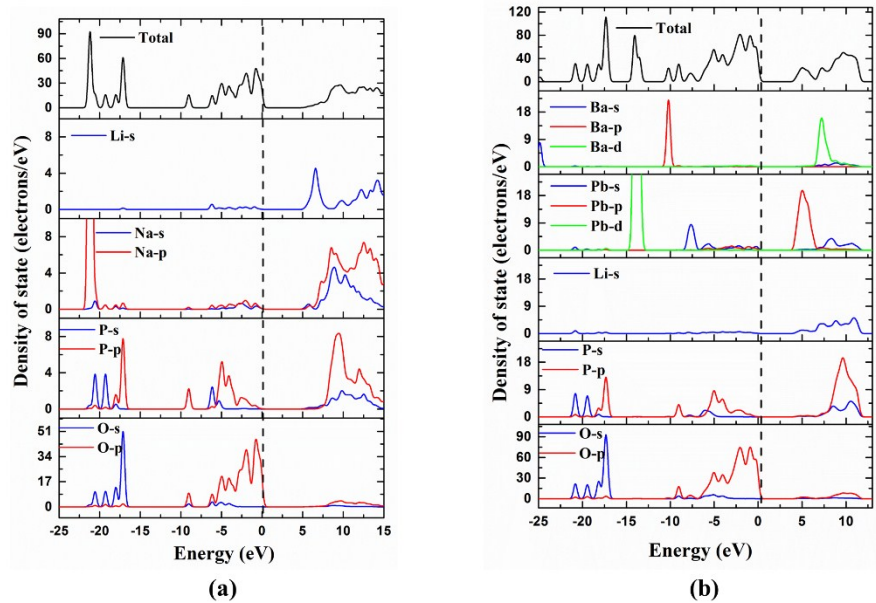 Density of state (electrons/eV)
90
60
30
0
Total
8
4
0
Li-s
8
4
0
Na-s
Na-p
8
4
0
P-s
P-p
51
34
17
0
O-s
O-p
-25 -20 -15 -10 -5 0 5 10 15
Energy (eV)
(a)
Density of state (electrons/eV)
120
80
40
0
Total
18
9
0
Ba-s
Ba-p
Ba-d
18
9
0
Pb-s
Pb-p
Pb-d
18
9
0
Li-s
18
9
0
P-s
P-p
90
60
30
0
O-s
O-p
-25 -20 -15 -10 -5 0 5 10
Energy (eV)
(b)